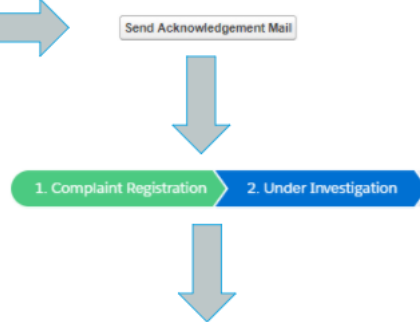 Send Acknowledgement Mail
1. Complaint Registration 2. Under Investigation